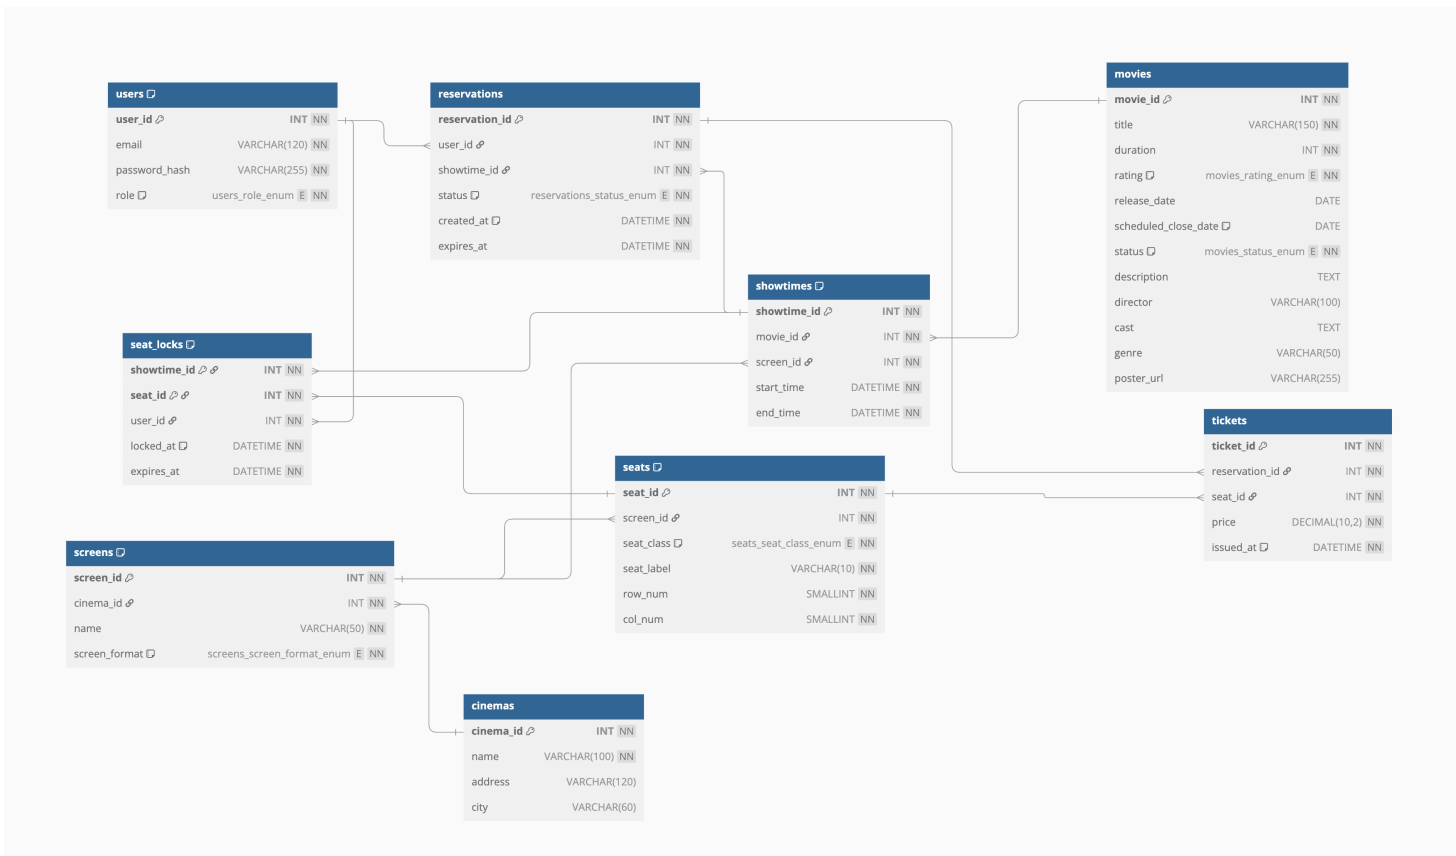 users
user_id INT NN
email VARCHAR(120) NN
password_hash VARCHAR(255) NN
role users_role_enum E NN
reservations
reservation_id INT NN
user_id INT NN
showtime_id INT NN
status reservations_status_enum E NN
created_at DATETIME NN
expires_at DATETIME NN
movies
movie_id INT NN
title VARCHAR(150) NN
duration INT NN
rating movies_rating_enum E NN
release_date DATE
scheduled_close_date DATE
status movies_status_enum E NN
description TEXT
director VARCHAR(100)
cast TEXT
genre VARCHAR(50)
poster_url VARCHAR(255)
showtimes
showtime_id INT NN
movie_id INT NN
screen_id INT NN
start_time DATETIME NN
end_time DATETIME NN
seat_locks
showtime_id INT NN
seat_id INT NN
user_id INT NN
locked_at DATETIME NN
expires_at DATETIME NN
tickets
ticket_id INT NN
reservation_id INT NN
seat_id INT NN
price DECIMAL(10,2) NN
issued_at DATETIME NN
seats
seat_id INT NN
screen_id INT NN
seat_class seats_seat_class_enum E NN
seat_label VARCHAR(10) NN
row_num SMALLINT NN
col_num SMALLINT NN
screens
screen_id INT NN
cinema_id INT NN
name VARCHAR(50) NN
screen_format screens_screen_format_enum E NN
cinemas
cinema_id INT NN
name VARCHAR(100) NN
address VARCHAR(120)
city VARCHAR(60)